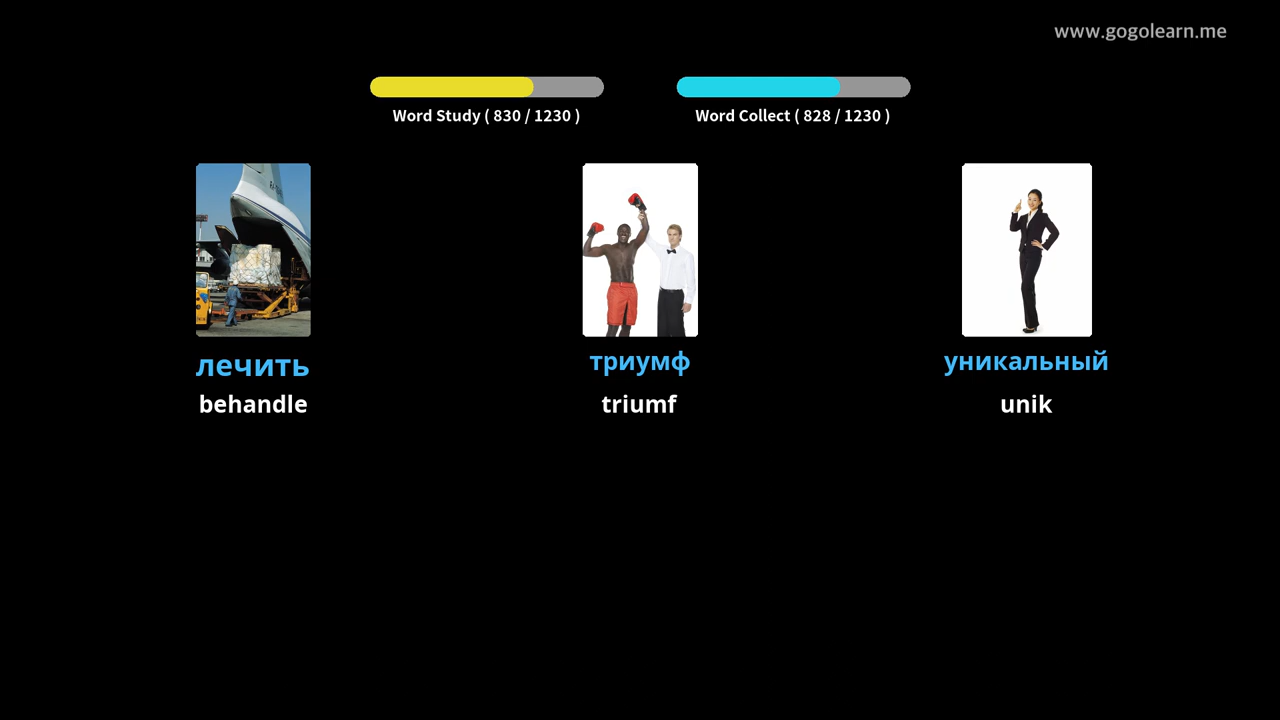 www.gogolearn.me
Word Study ( 830 / 1230 )
Word Collect ( 828 / 1230 )
лечить
триумф
уникальный
behandle
triumf
unik